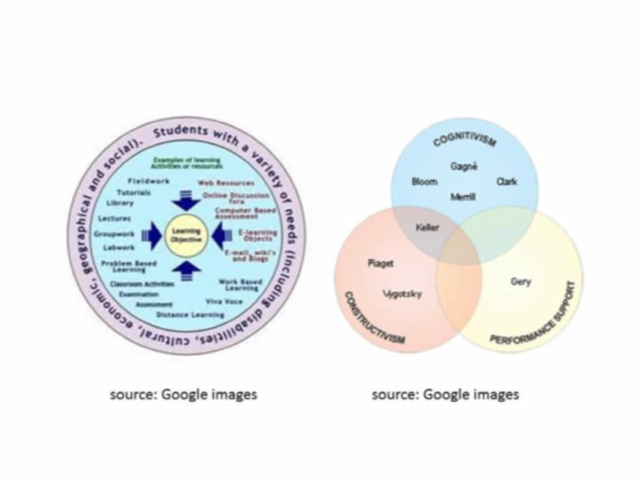 Students with a variety of needs (including disabilities, cultural, economic, geographical and social).
Examples of learning
Activities or resources
Fieldwork
Tutorials
Library
Lectures
Groupwork
Labwork
Problem Based
Learning
Classroom Activities
Examination
Assessment
Distance Learning
Web Resources
Online Discussion
fora
Computer Based
Assessment
E-learning
Objects
E-mail, wiki's
and Blogs
Work Based
Learning
Viva Voce
Learning
Objective
source: Google images
COGNITIVISM
Gagné
Bloom
Clark
Merrill
Keller
Piaget
Vygotsky
CONSTRUCTIVISM
Gery
PERFORMANCE SUPPORT
source: Google images